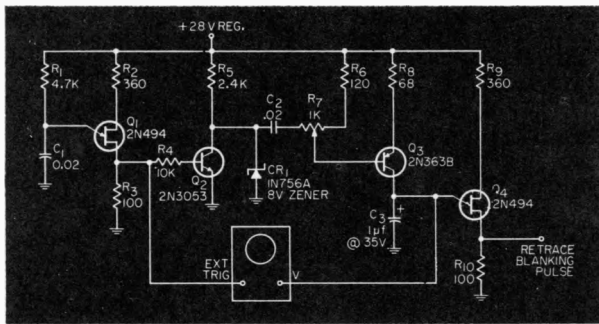 +28V REG.
R1
4.7K
R2
360
R5
2.4K
R6
120
R8
68
R9
360
C2
.02
R7
1K
Q1
2N494
R4
10K
Q2
2N3053
C1
0.02
R3
100
CR1
IN756A
8V ZENER
Q3
2N363B
Q4
2N494
C3
+
1µf
@ 35V
EXT
TRIG
V
R10
100
RETRACE
BLANKING
PULSE